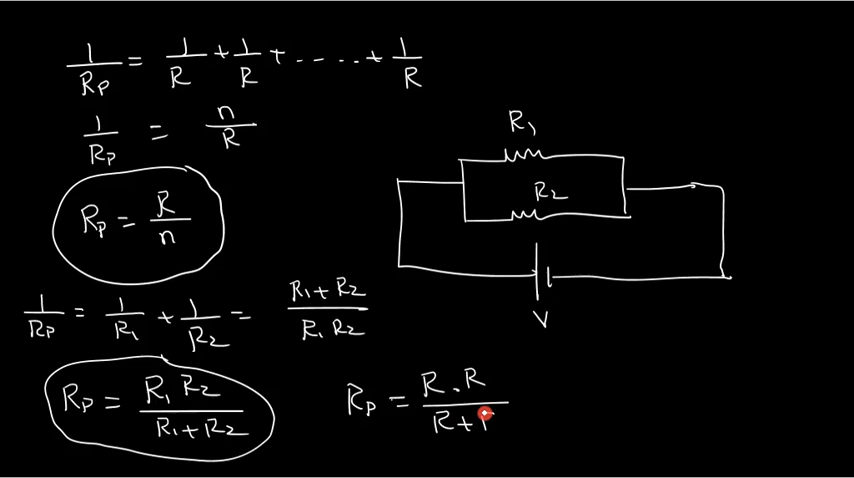 1/Rp = 1/R + 1/R + ..... + 1/R
1/Rp = n/R
Rp = R/n
1/Rp = 1/R1 + 1/R2 = R1+R2/R1 R2
Rp = R1 R2/R1+R2
R1
R2
V
Rp = R.R/R+